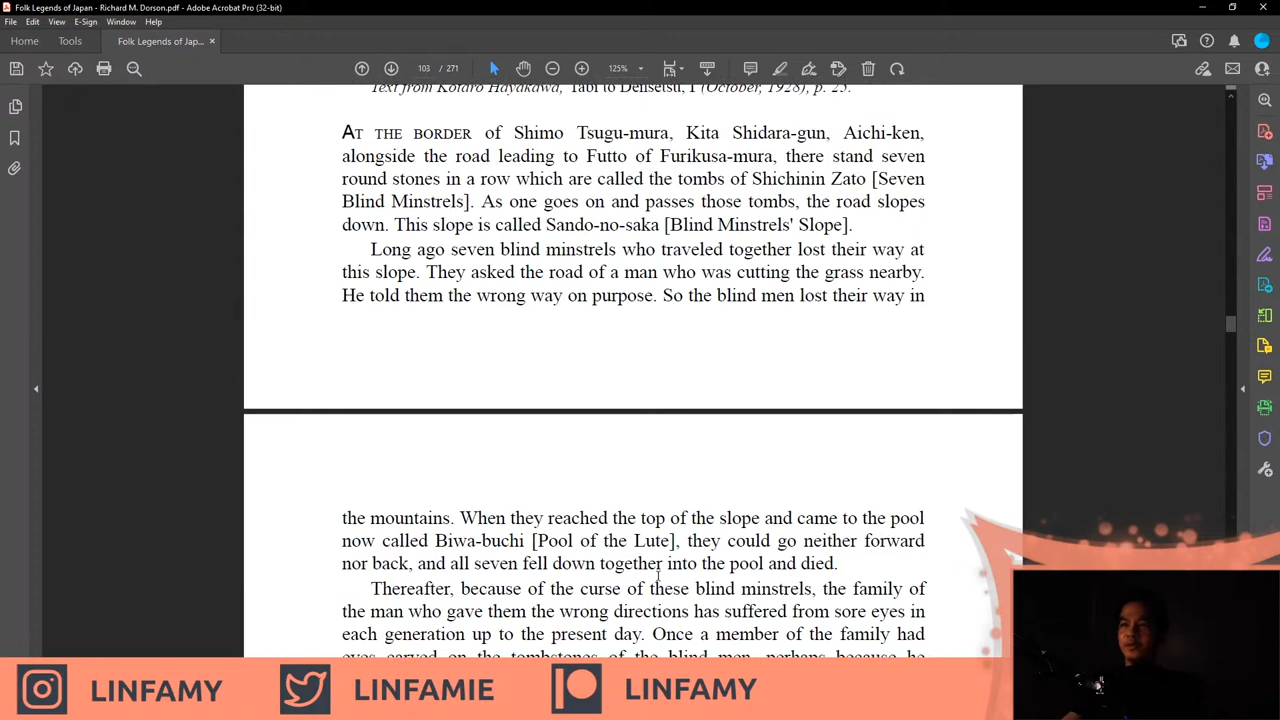 Folk Legends of Japan - Richard M. Dorson.pdf - Adobe Acrobat Pro (32-bit)
File Edit View E-Sign Window Help
Home Tools Folk Legends of Jap... ×
103 / 271 125%
Text from Kotaro Hayakawa, Tabi to Densetsu, I (October, 1928), p. 25.
AT THE BORDER of Shimo Tsugu-mura, Kita Shidara-gun, Aichi-ken,
alongside the road leading to Futto of Furikusa-mura, there stand seven
round stones in a row which are called the tombs of Shichinin Zato [Seven
Blind Minstrels]. As one goes on and passes those tombs, the road slopes
down. This slope is called Sando-no-saka [Blind Minstrels' Slope].
Long ago seven blind minstrels who traveled together lost their way at
this slope. They asked the road of a man who was cutting the grass nearby.
He told them the wrong way on purpose. So the blind men lost their way in
the mountains. When they reached the top of the slope and came to the pool
now called Biwa-buchi [Pool of the Lute], they could go neither forward
nor back, and all seven fell down together into the pool and died.
Thereafter, because of the curse of these blind minstrels, the family of
the man who gave them the wrong directions has suffered from sore eyes in
each generation up to the present day. Once a member of the family had
eyes carved on the tombstones of the blind men, perhaps because he
LINFAMY LINFAMIE LINFAMY